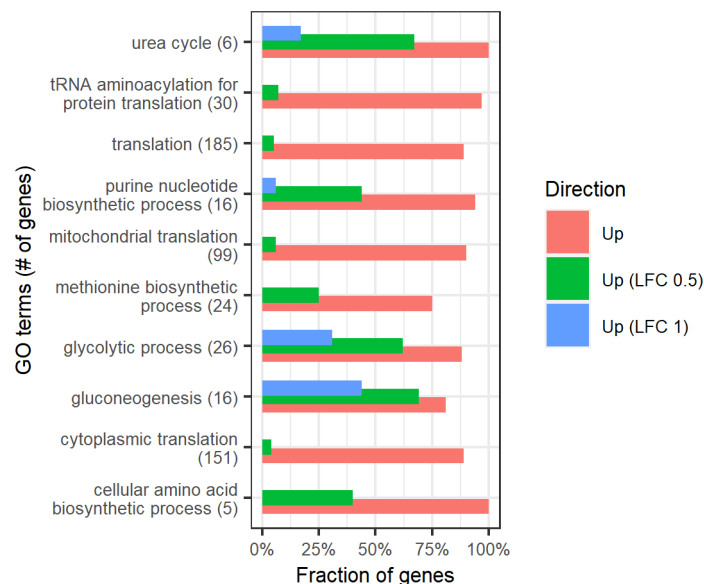 urea cycle (6)
tRNA aminoacylation for
protein translation (30)
translation (185)
purine nucleotide
biosynthetic process (16)
mitochondrial translation
(99)
methionine biosynthetic
process (24)
glycolytic process (26)
gluconeogenesis (16)
cytoplasmic translation
(151)
cellular amino acid
biosynthetic process (5)
GO terms (# of genes)
0% 25% 50% 75% 100%
Fraction of genes
Direction
Up
Up (LFC 0.5)
Up (LFC 1)